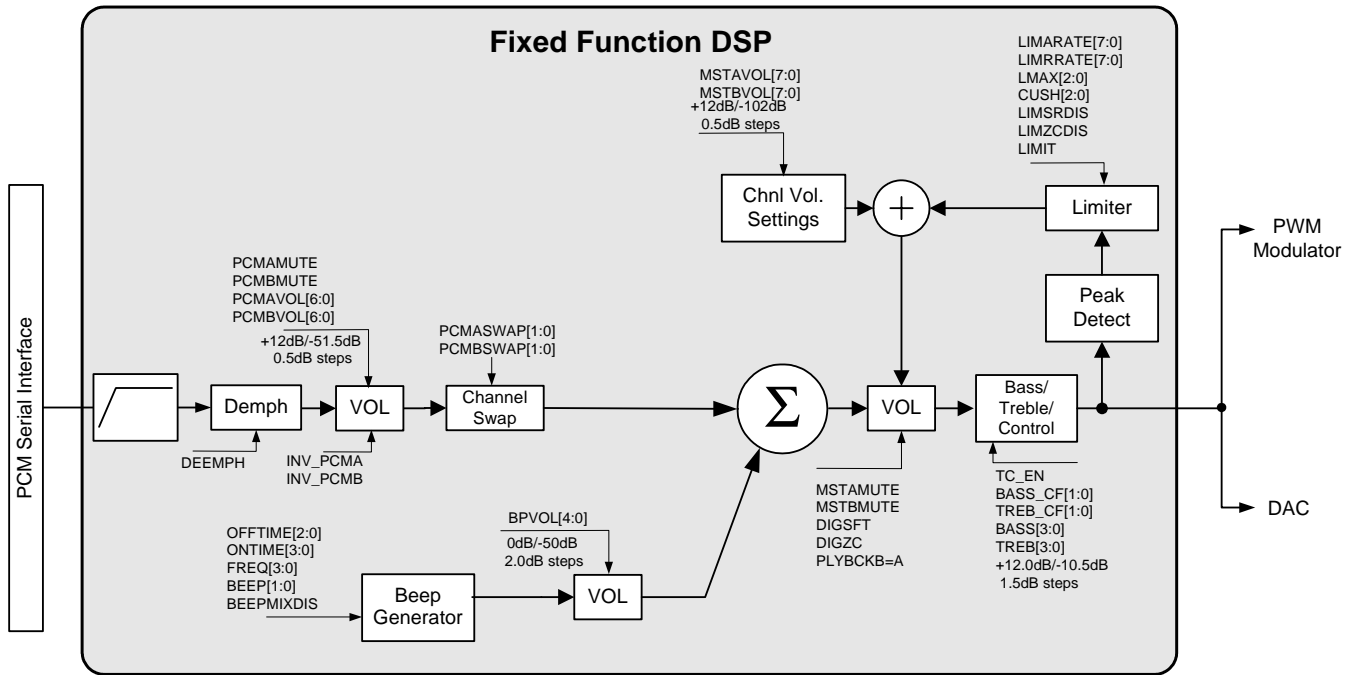 Fixed Function DSP
LIMARATE[7:0]
LIMRRATE[7:0]
LMAX[2:0]
CUSH[2:0]
LIMSRDIS
LIMZCDIS
LIMIT
MSTAVOL[7:0]
MSTBVOL[7:0]
+12dB/-102dB
0.5dB steps
Chnl Vol.
Settings
+
Limiter
PWM
Modulator
Peak
Detect
PCMAMUTE
PCMBMUTE
PCMAVOL[6:0]
PCMBVOL[6:0]
+12dB/-51.5dB
0.5dB steps
PCMASWAP[1:0]
PCMBSWAP[1:0]
PCM Serial Interface
Demph
VOL
Channel
Swap
Σ
VOL
Bass/
Treble/
Control
DEEMPH
INV_PCMA
INV_PCMB
MSTAMUTE
MSTBMUTE
DIGSFT
DIGZC
PLYBCKB=A
TC_EN
BASS_CF[1:0]
TREB_CF[1:0]
BASS[3:0]
TREB[3:0]
+12.0dB/-10.5dB
1.5dB steps
DAC
OFFTIME[2:0]
ONTIME[3:0]
FREQ[3:0]
BEEP[1:0]
BEEPMIXDIS
BPVOL[4:0]
0dB/-50dB
2.0dB steps
Beep
Generator
VOL